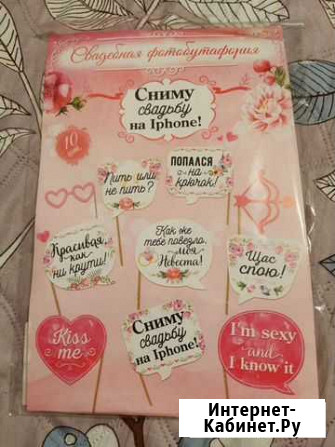 Свадебная фотобутафория
Сниму
свадьбу
на Iphone!
10
Пить или
не пить?
ПОПАЛСЯ
на
крючок!
Красивая,
как
ни крути!
Как же
тебе повезло,
моя
Невеста!
Щас
спою!
Kiss
me
Сниму
свадьбу
на Iphone!
I'm sexy
and
I know it
Интернет-
Кабинет.Ру